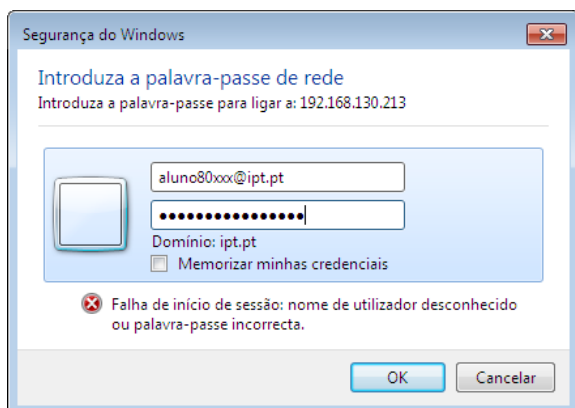 Segurança do Windows
Introduza a palavra-passe de rede
Introduza a palavra-passe para ligar a: 192.168.130.213
aluno80xxx@ipt.pt
●●●●●●●●●●●●●●●●
Domínio: ipt.pt
Memorizar minhas credenciais
Falha de início de sessão: nome de utilizador desconhecido
ou palavra-passe incorrecta.
OK
Cancelar